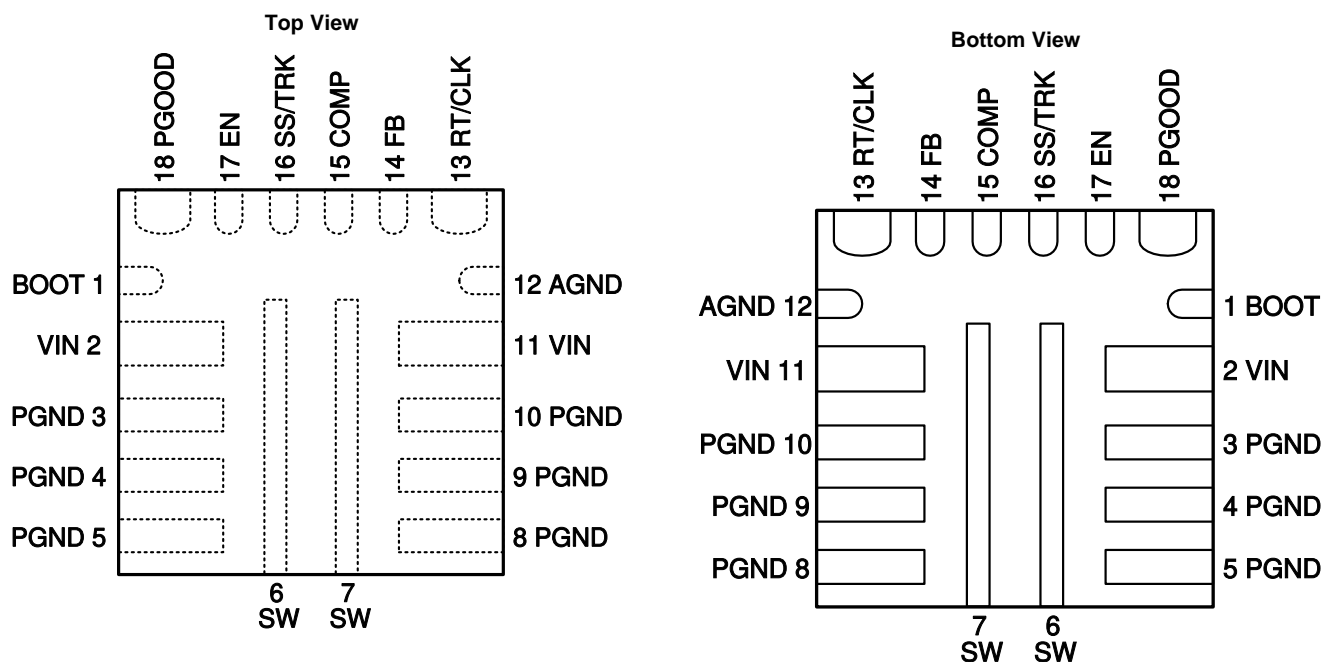 Top View
18 PGOOD
17 EN
16 SS/TRK
15 COMP
14 FB
13 RT/CLK
BOOT 1
VIN 2
PGND 3
PGND 4
PGND 5
12 AGND
11 VIN
10 PGND
9 PGND
8 PGND
6
SW
7
SW
Bottom View
13 RT/CLK
14 FB
15 COMP
16 SS/TRK
17 EN
18 PGOOD
AGND 12
VIN 11
PGND 10
PGND 9
PGND 8
1 BOOT
2 VIN
3 PGND
4 PGND
5 PGND
7
SW
6
SW